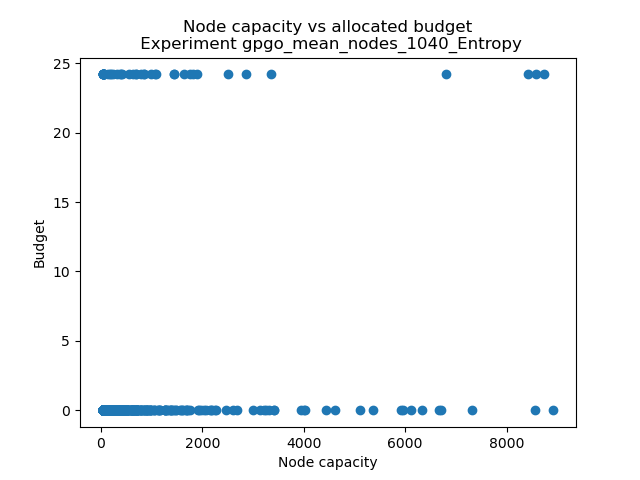 Node capacity vs allocated budget
Experiment gpgo_mean_nodes_1040_Entropy
25
20
15
10
5
0
Budget
0 2000 4000 6000 8000
Node capacity